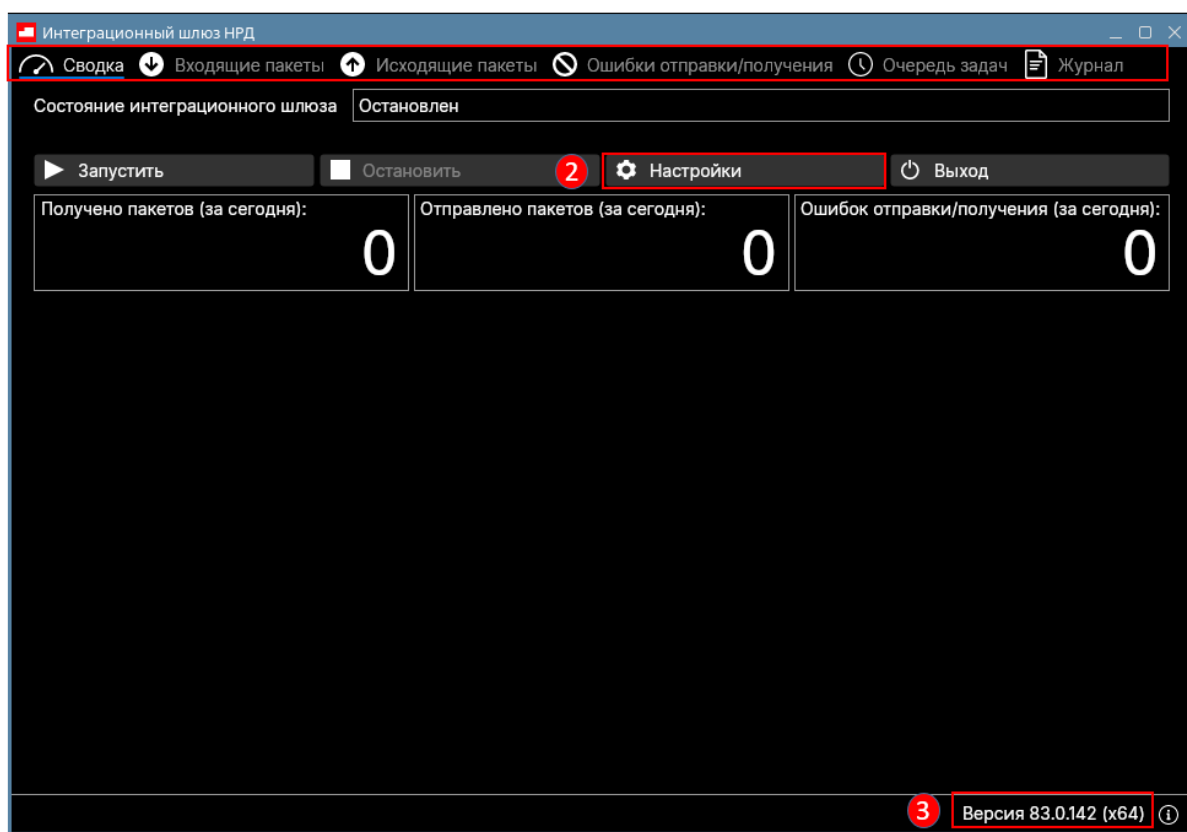 Интеграционный шлюз НРД
Сводка Входящие пакеты Исходящие пакеты Ошибки отправки/получения Очередь задач Журнал
Состояние интеграционного шлюза Остановлен
Запустить Остановить 2 Настройки Выход
Получено пакетов (за сегодня): Отправлено пакетов (за сегодня): Ошибок отправки/получения (за сегодня):
0 0 0
3 Версия 83.0.142 (x64)